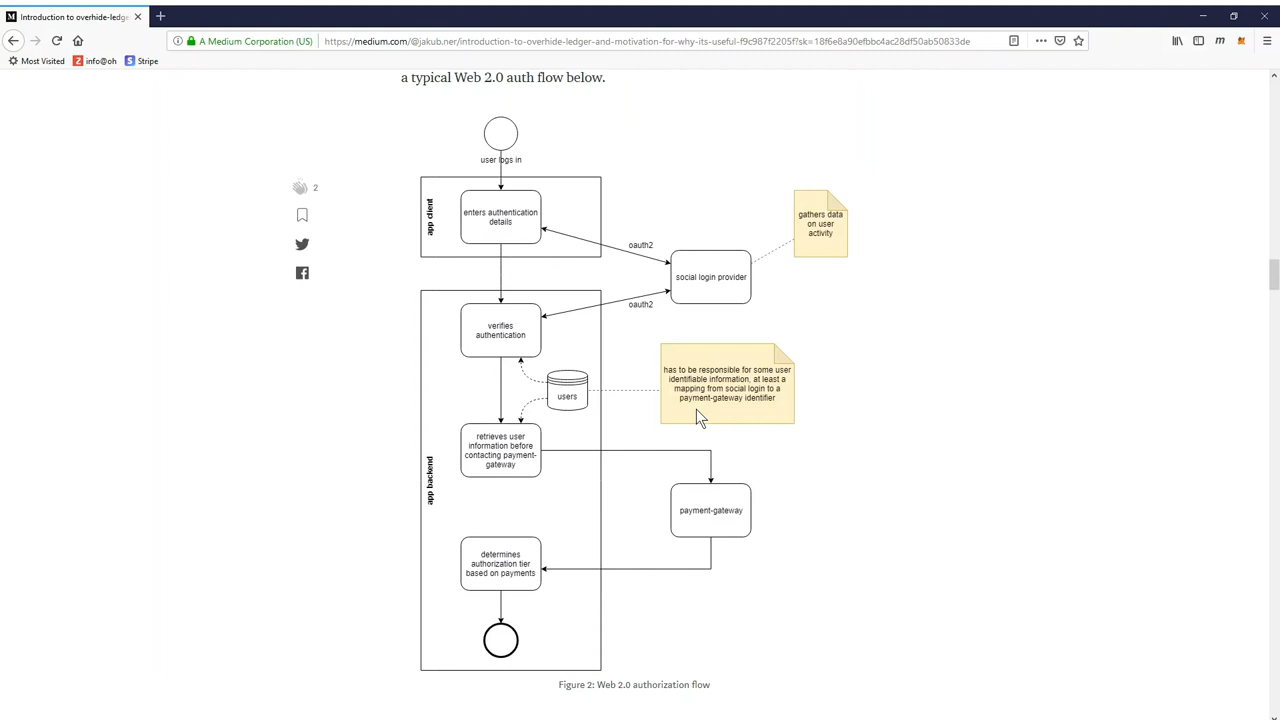 Introduction to overhide-ledge
A Medium Corporation (US)
https://medium.com/@jakub.ner/introduction-to-overhide-ledger-and-motivation-for-why-its-useful-f9c987f2205f?sk=18f6e8a90efbbc4ac28df50ab50833de
Most Visited
info@oh
Stripe
a typical Web 2.0 auth flow below.
user logs in
2
app client
enters authentication
details
oauth2
gathers data
on user
activity
social login provider
oauth2
verifies
authentication
users
has to be responsible for some user
identifiable information, at least a
mapping from social login to a
payment-gateway identifier
app backend
retrieves user
information before
contacting payment-
gateway
payment-gateway
determines
authorization tier
based on payments
Figure 2: Web 2.0 authorization flow